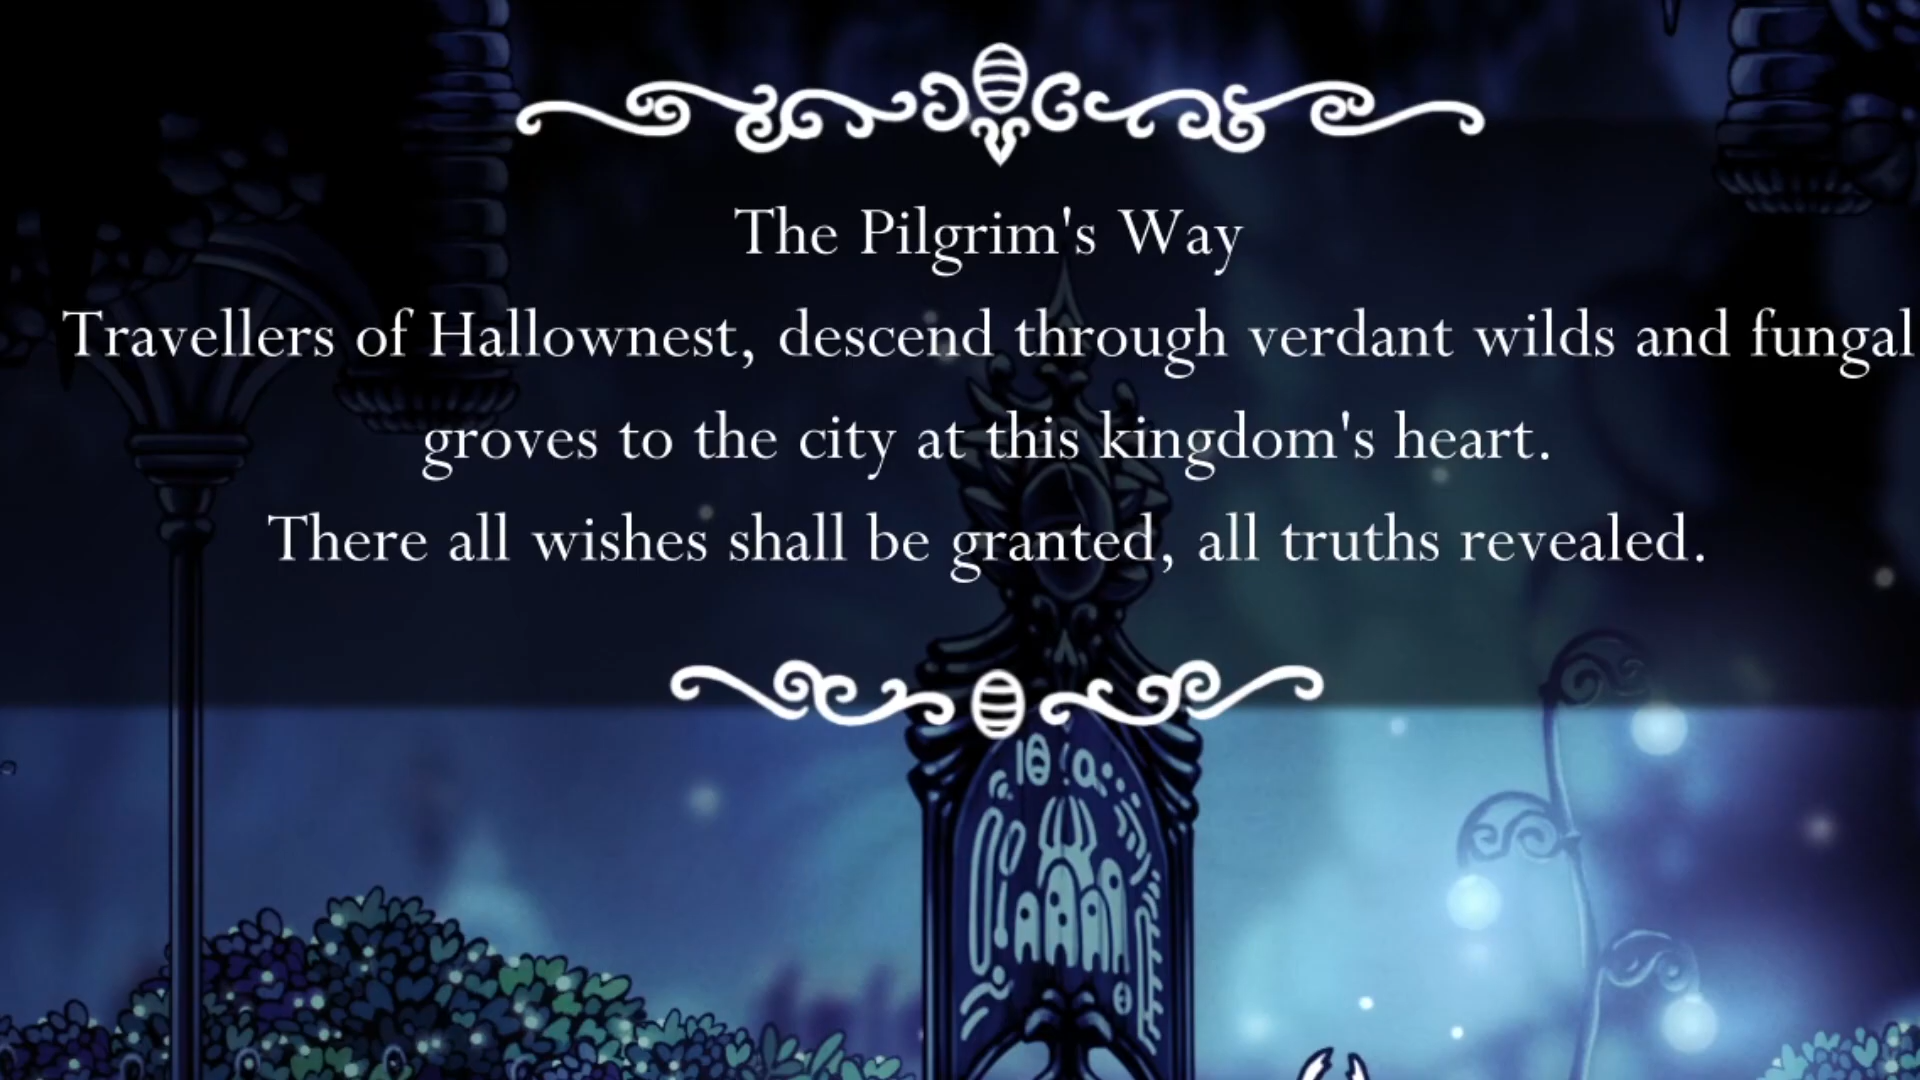 The Pilgrim's Way
Travellers of Hallownest, descend through verdant wilds and fungal
groves to the city at this kingdom's heart.
There all wishes shall be granted, all truths revealed.